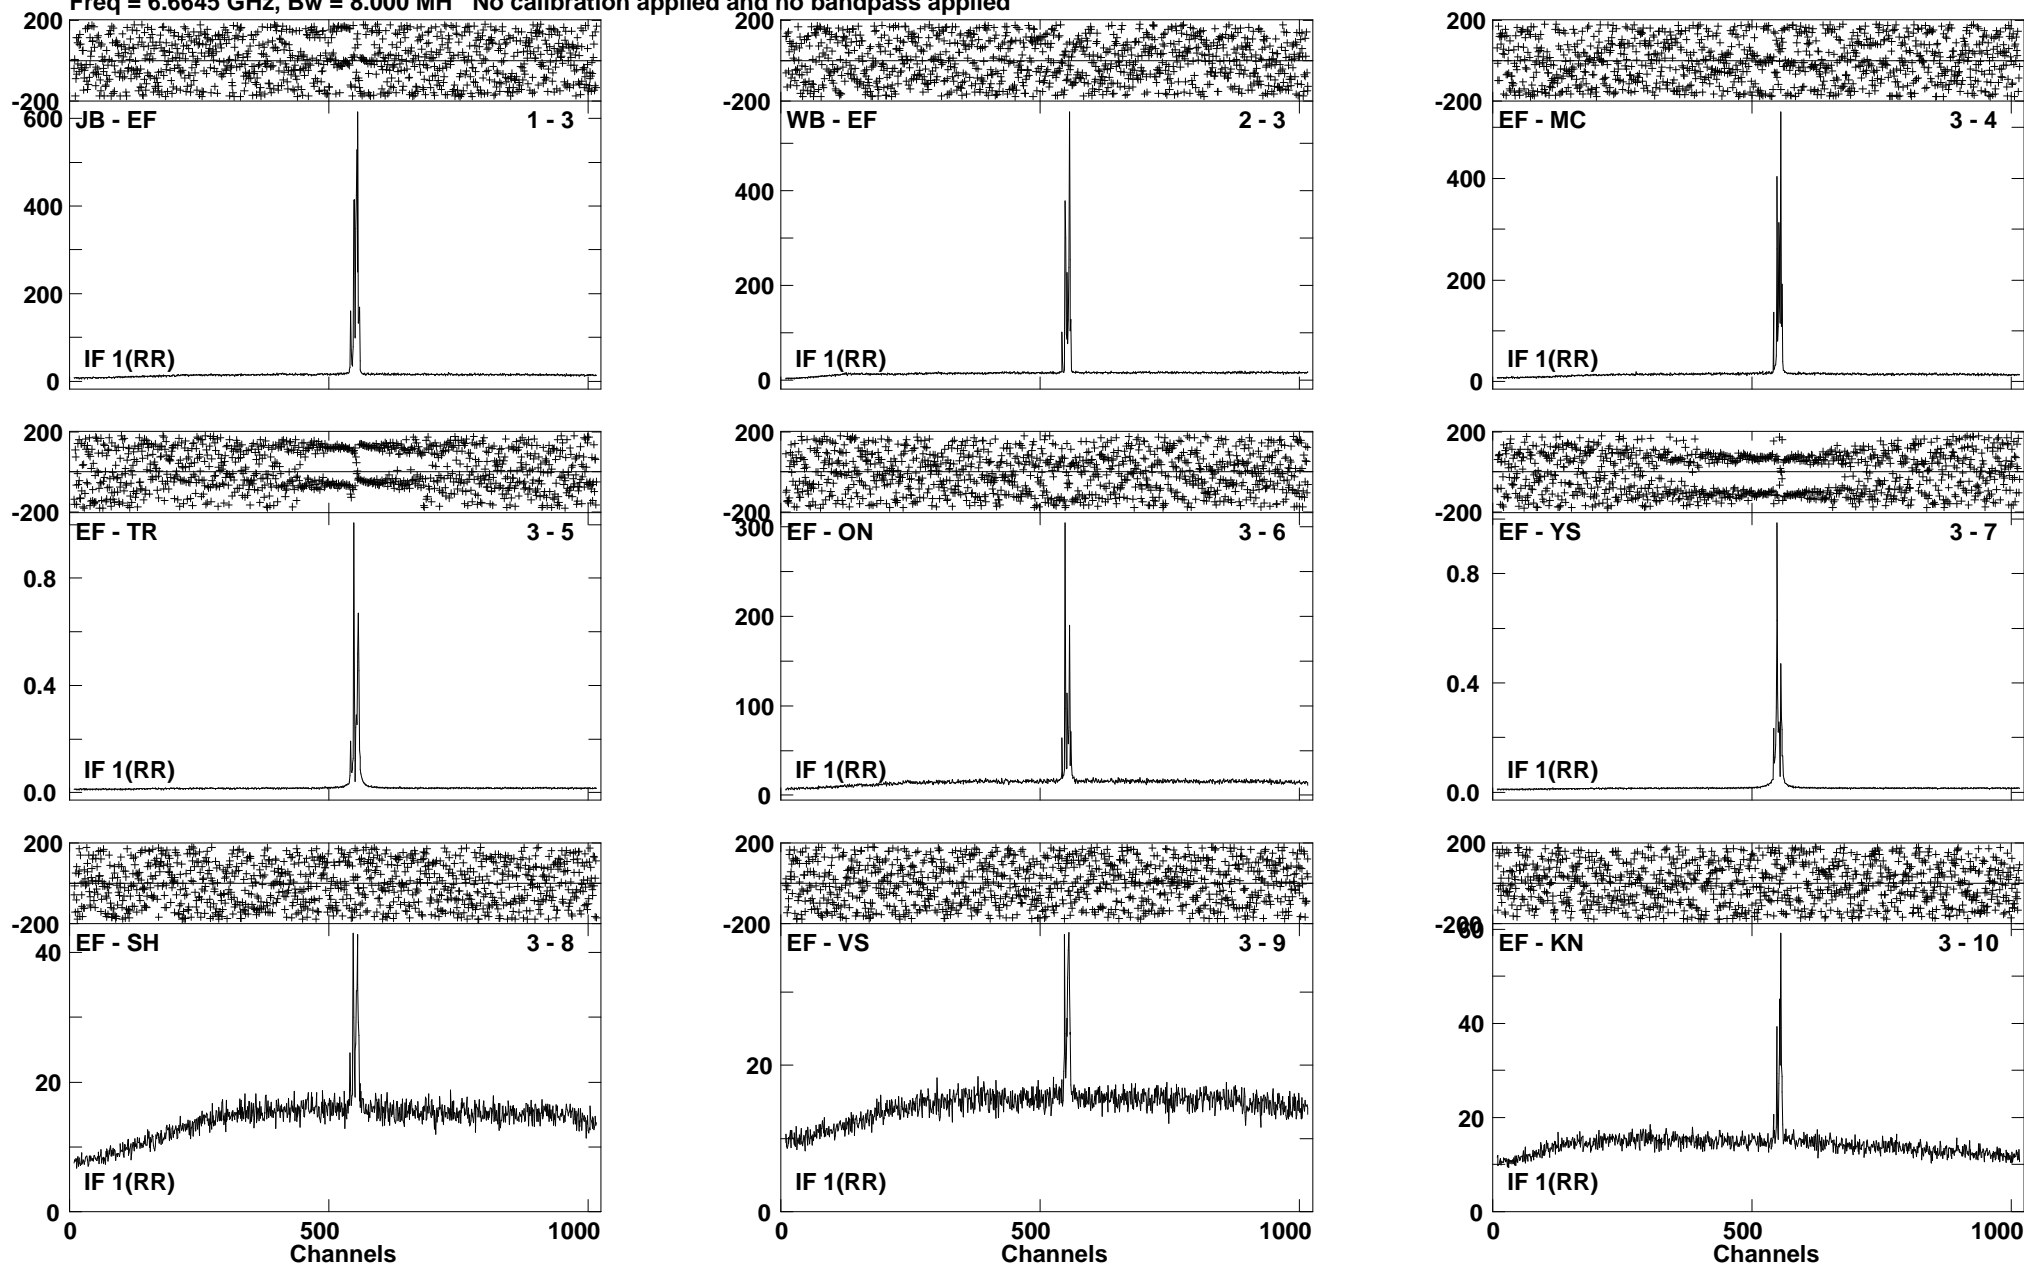 Freq = 6.6645 GHz, Bw = 8.000 MH No calibration applied and no bandpass applied
200
-200
600
400
200
0
JB - EF
1 - 3
IF 1(RR)
200
-200
400
200
0
WB - EF
2 - 3
IF 1(RR)
200
-200
400
200
0
EF - MC
3 - 4
IF 1(RR)
200
-200
0.8
0.4
0.0
EF - TR
3 - 5
IF 1(RR)
200
-200
300
200
100
0
EF - ON
3 - 6
IF 1(RR)
200
-200
0.8
0.4
0.0
EF - YS
3 - 7
IF 1(RR)
200
-200
40
20
0
EF - SH
3 - 8
IF 1(RR)
0
500
1000
Channels
200
-200
20
0
EF - VS
3 - 9
IF 1(RR)
0
500
1000
Channels
200
-200
60
40
20
0
EF - KN
3 - 10
IF 1(RR)
0
500
1000
Channels